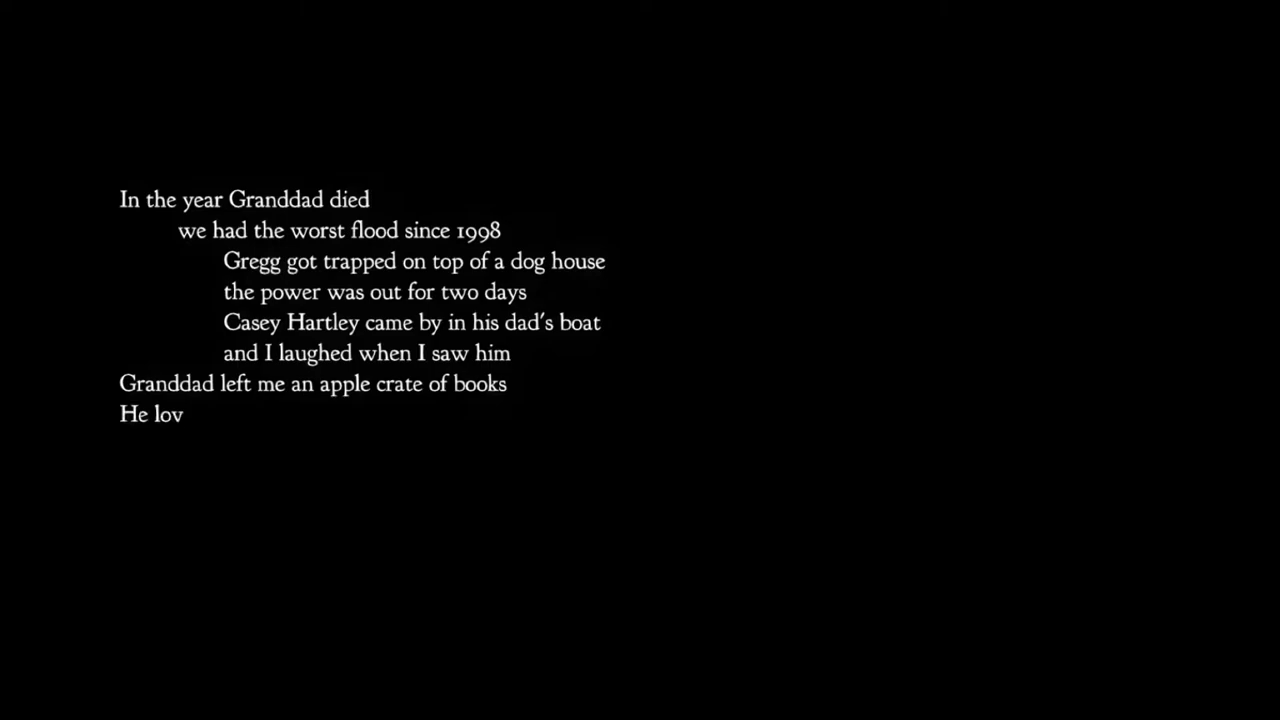 In the year Granddad died
we had the worst flood since 1998
Gregg got trapped on top of a dog house
the power was out for two days
Casey Hartley came by in his dad's boat
and I laughed when I saw him
Granddad left me an apple crate of books
He lov